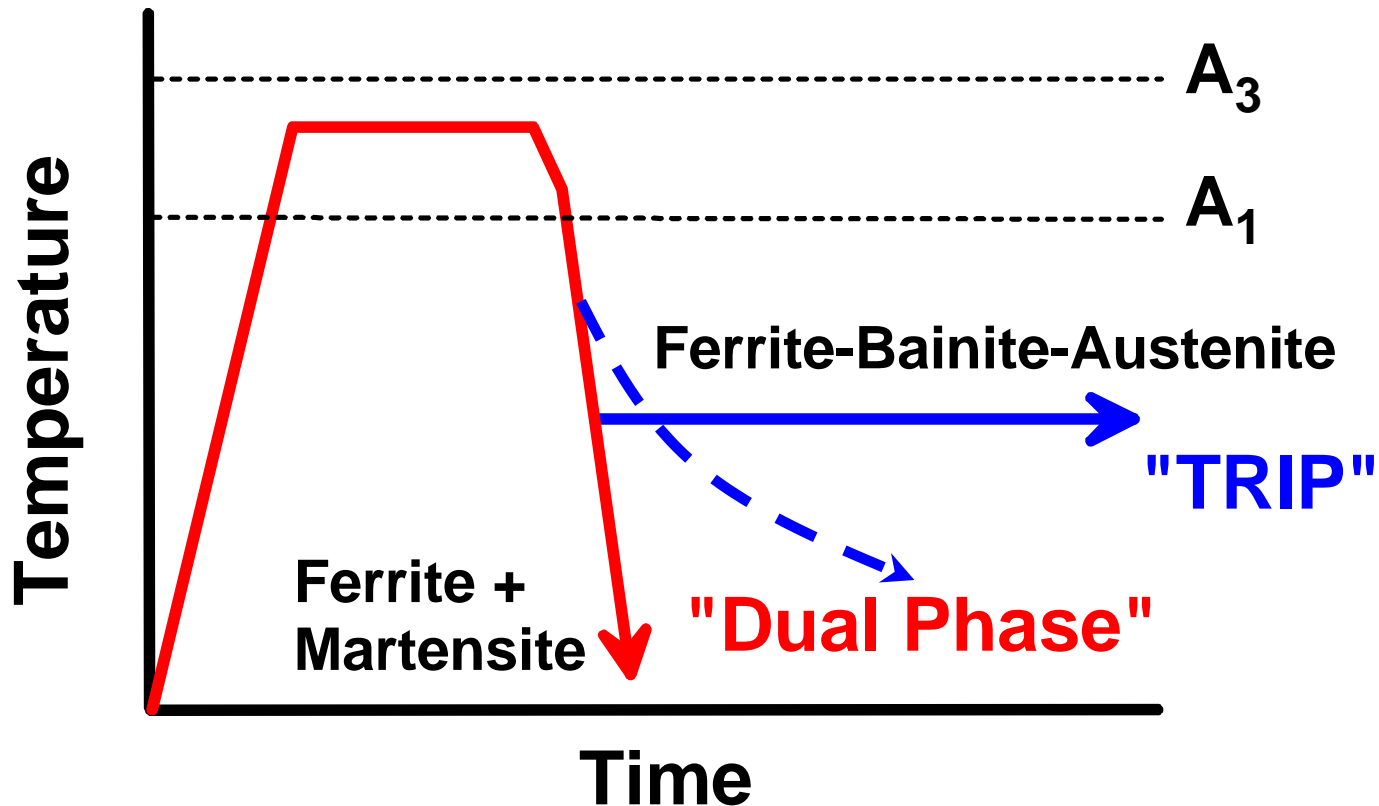 A₃
A₁
Temperature
Ferrite-Bainite-Austenite
"TRIP"
Ferrite +
Martensite
"Dual Phase"
Time